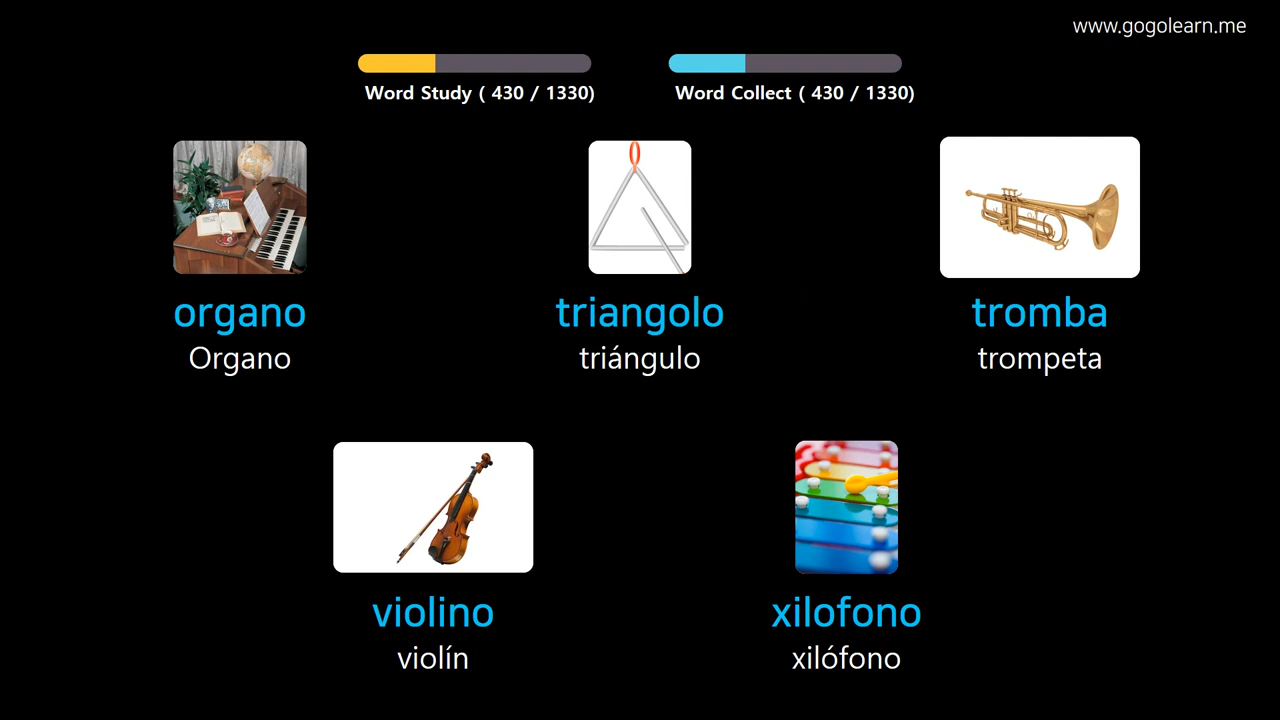 www.gogolearn.me
Word Study ( 430 / 1330)
Word Collect ( 430 / 1330)
organo
Organo
triangolo
triángulo
tromba
trompeta
violino
violín
xilofono
xilófono